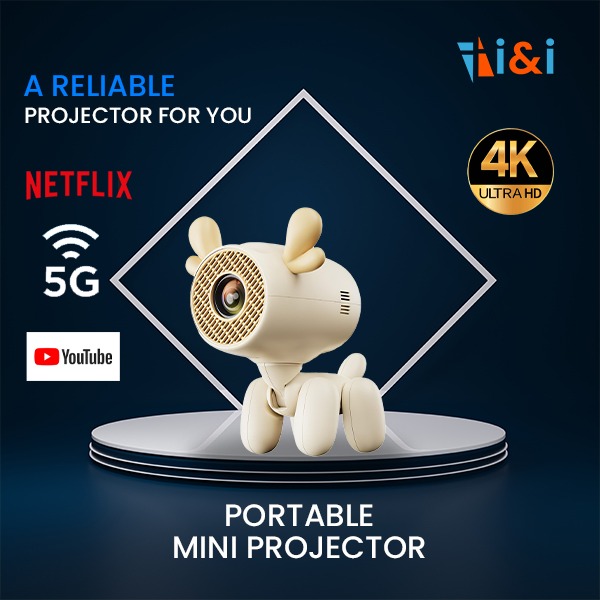 i&i
A RELIABLE
PROJECTOR FOR YOU
NETFLIX
4K
ULTRA HD
5G
YouTube
PORTABLE
MINI PROJECTOR